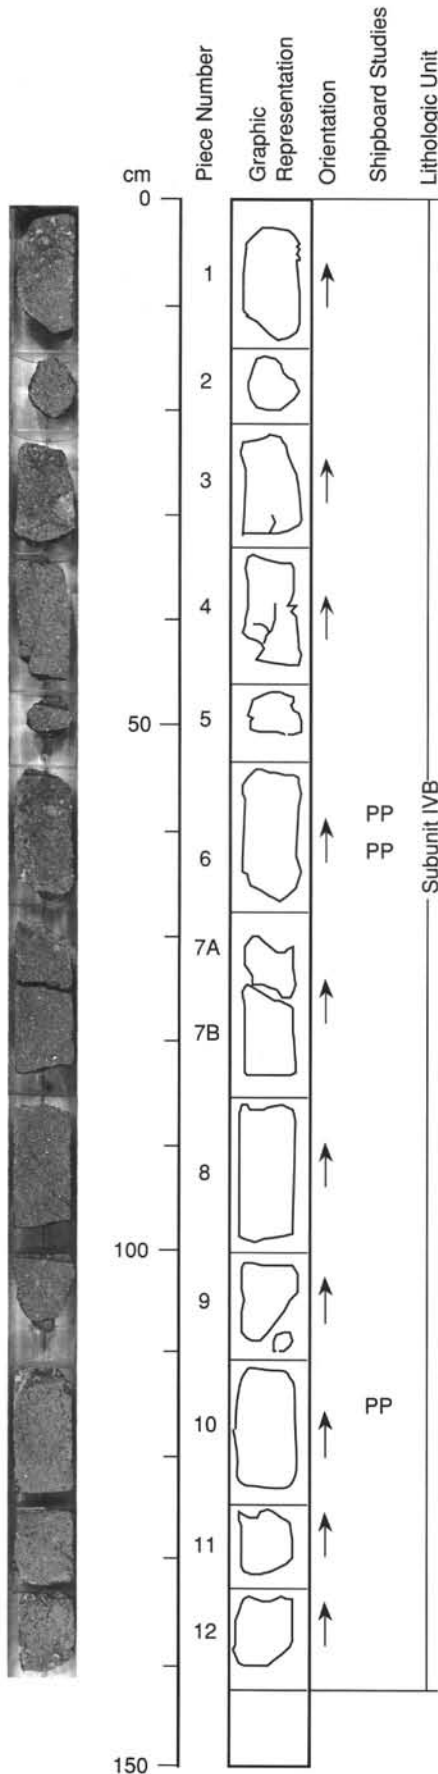 cm
Piece Number
Graphic
Representation
Orientation
Shipboard Studies
Lithologic Unit
0
1
2
3
4
50
5
PP
PP
6
Subunit IVB
7A
7B
8
100
9
PP
10
11
12
150